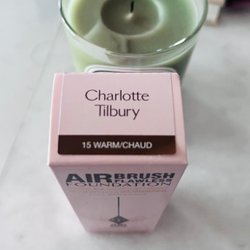 Charlotte
Tilbury
15 WARM/CHAUD
AIRBRUSH
FLAWLESS
FOUNDATION